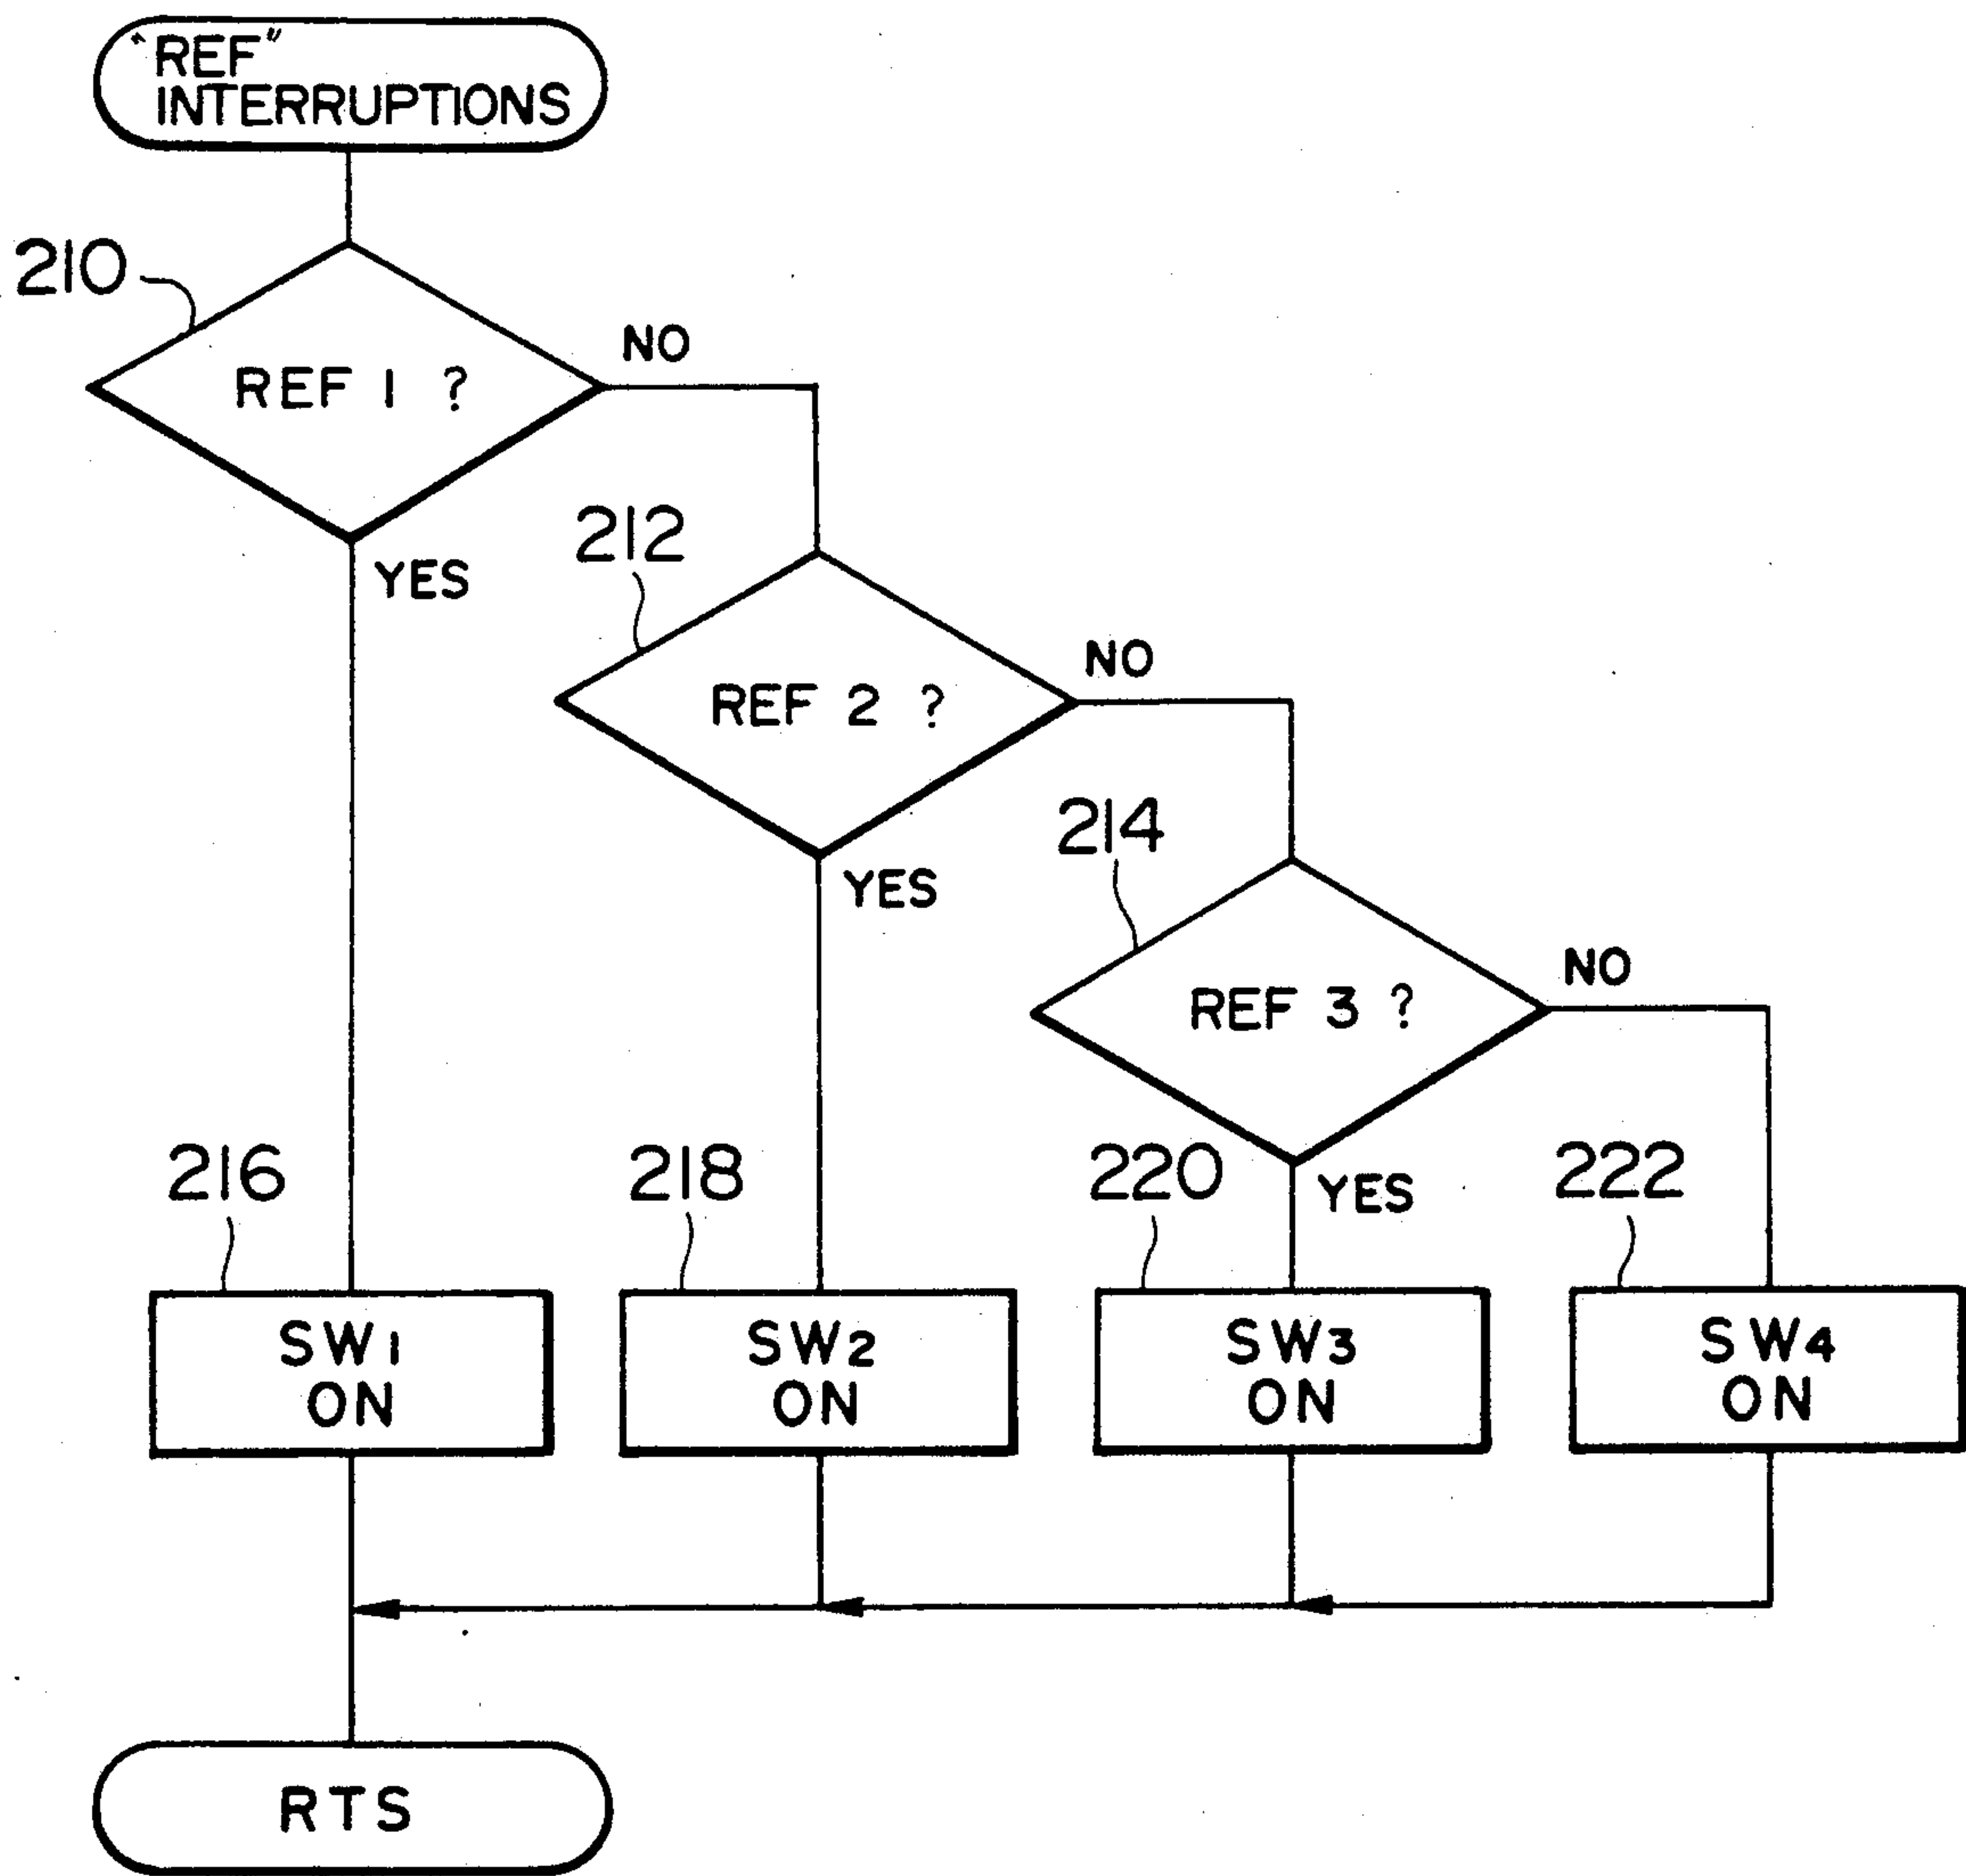 "REF"
INTERRUPTIONS
210
REF 1 ?
NO
YES
212
REF 2 ?
NO
YES
214
REF 3 ?
NO
YES
216
218
220
222
SW1
ON
SW2
ON
SW3
ON
SW4
ON
RTS